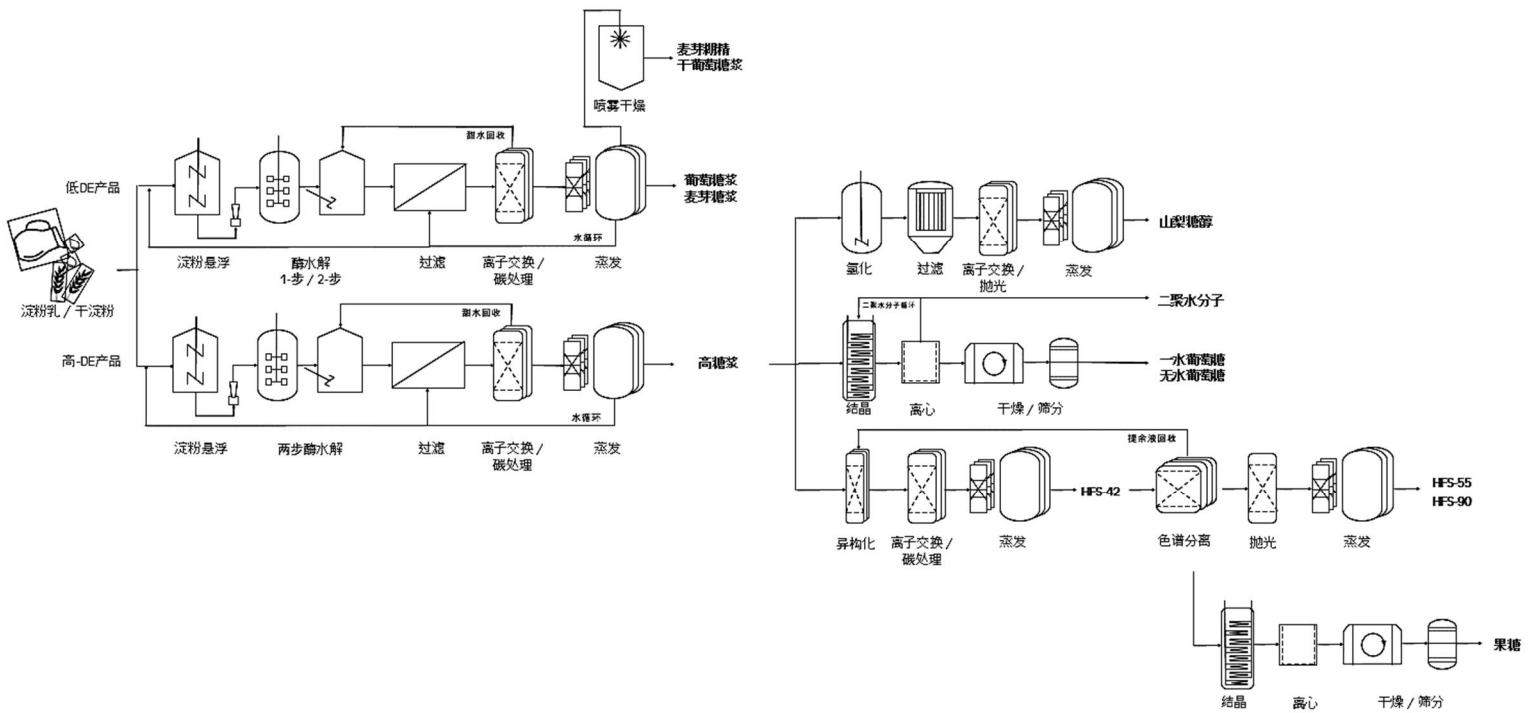 麦芽糊精
干葡萄糖浆
喷雾干燥
甜水回收
低DE产品
葡萄糖浆
麦芽糖浆
水循环
淀粉悬浮
酶水解
1-步 / 2-步
过滤
离子交换 /
碳处理
蒸发
淀粉乳 / 干淀粉
甜水回收
高-DE产品
高糖浆
水循环
淀粉悬浮
两步酶水解
过滤
离子交换 /
碳处理
蒸发
山梨糖醇
氢化
过滤
离子交换 /
抛光
蒸发
二聚水分子循环
二聚水分子
一水葡萄糖
无水葡萄糖
结晶
离心
干燥 / 筛分
提余液回收
HFS-42
HFS-55
HFS-90
异构化
离子交换 /
碳处理
蒸发
色谱分离
抛光
蒸发
果糖
结晶
离心
干燥 / 筛分